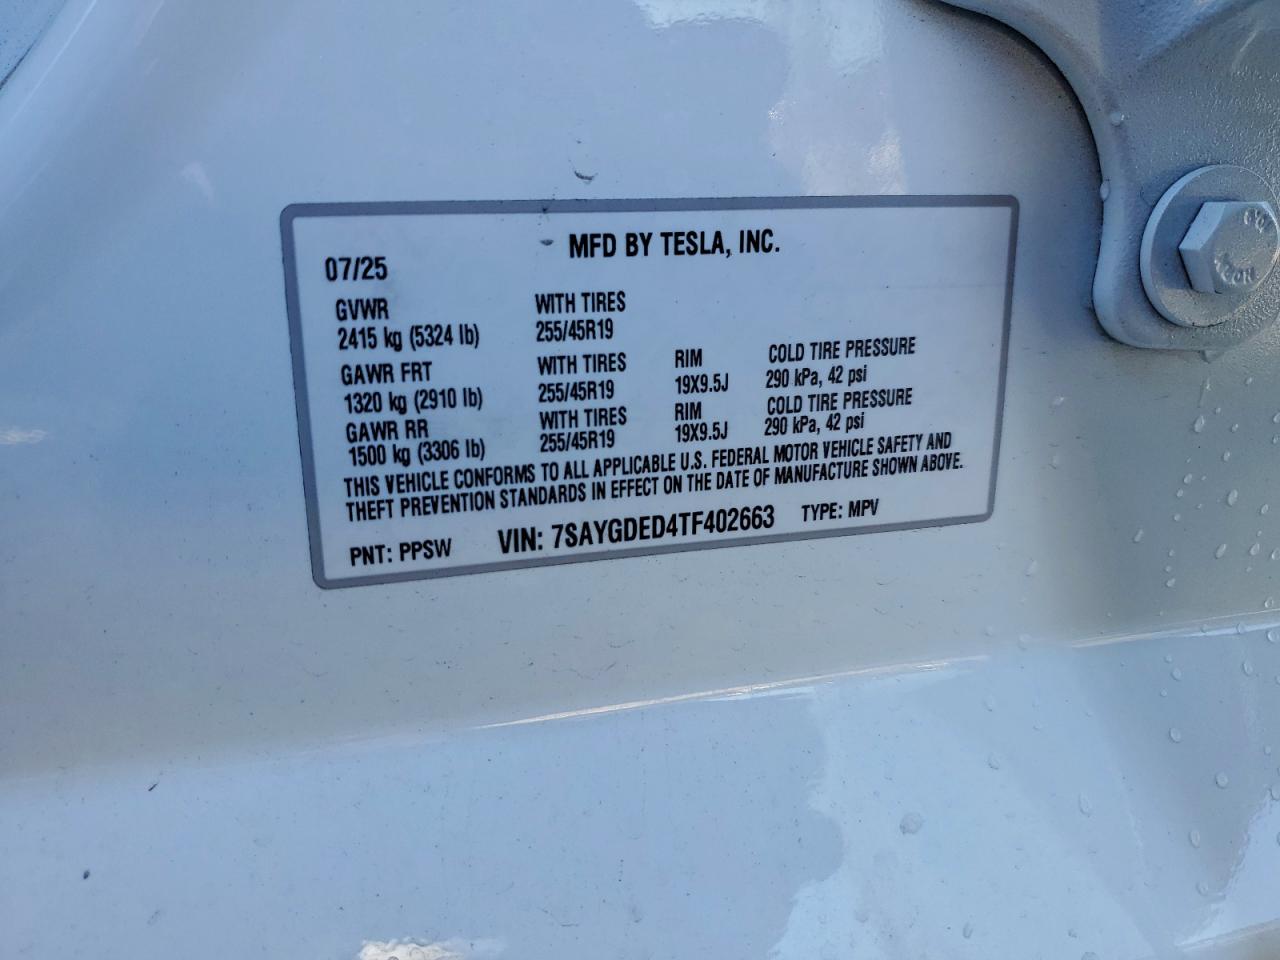 MFD BY TESLA, INC.
07/25
GVWR WITH TIRES
2415 kg (5324 lb) 255/45R19
GAWR FRT WITH TIRES RIM COLD TIRE PRESSURE
1320 kg (2910 lb) 255/45R19 19X9.5J 290 kPa, 42 psi
GAWR RR WITH TIRES RIM COLD TIRE PRESSURE
1500 kg (3306 lb) 255/45R19 19X9.5J 290 kPa, 42 psi
THIS VEHICLE CONFORMS TO ALL APPLICABLE U.S. FEDERAL MOTOR VEHICLE SAFETY AND
THEFT PREVENTION STANDARDS IN EFFECT ON THE DATE OF MANUFACTURE SHOWN ABOVE.
PNT: PPSW VIN: 7SAYGDED4TF402663 TYPE: MPV